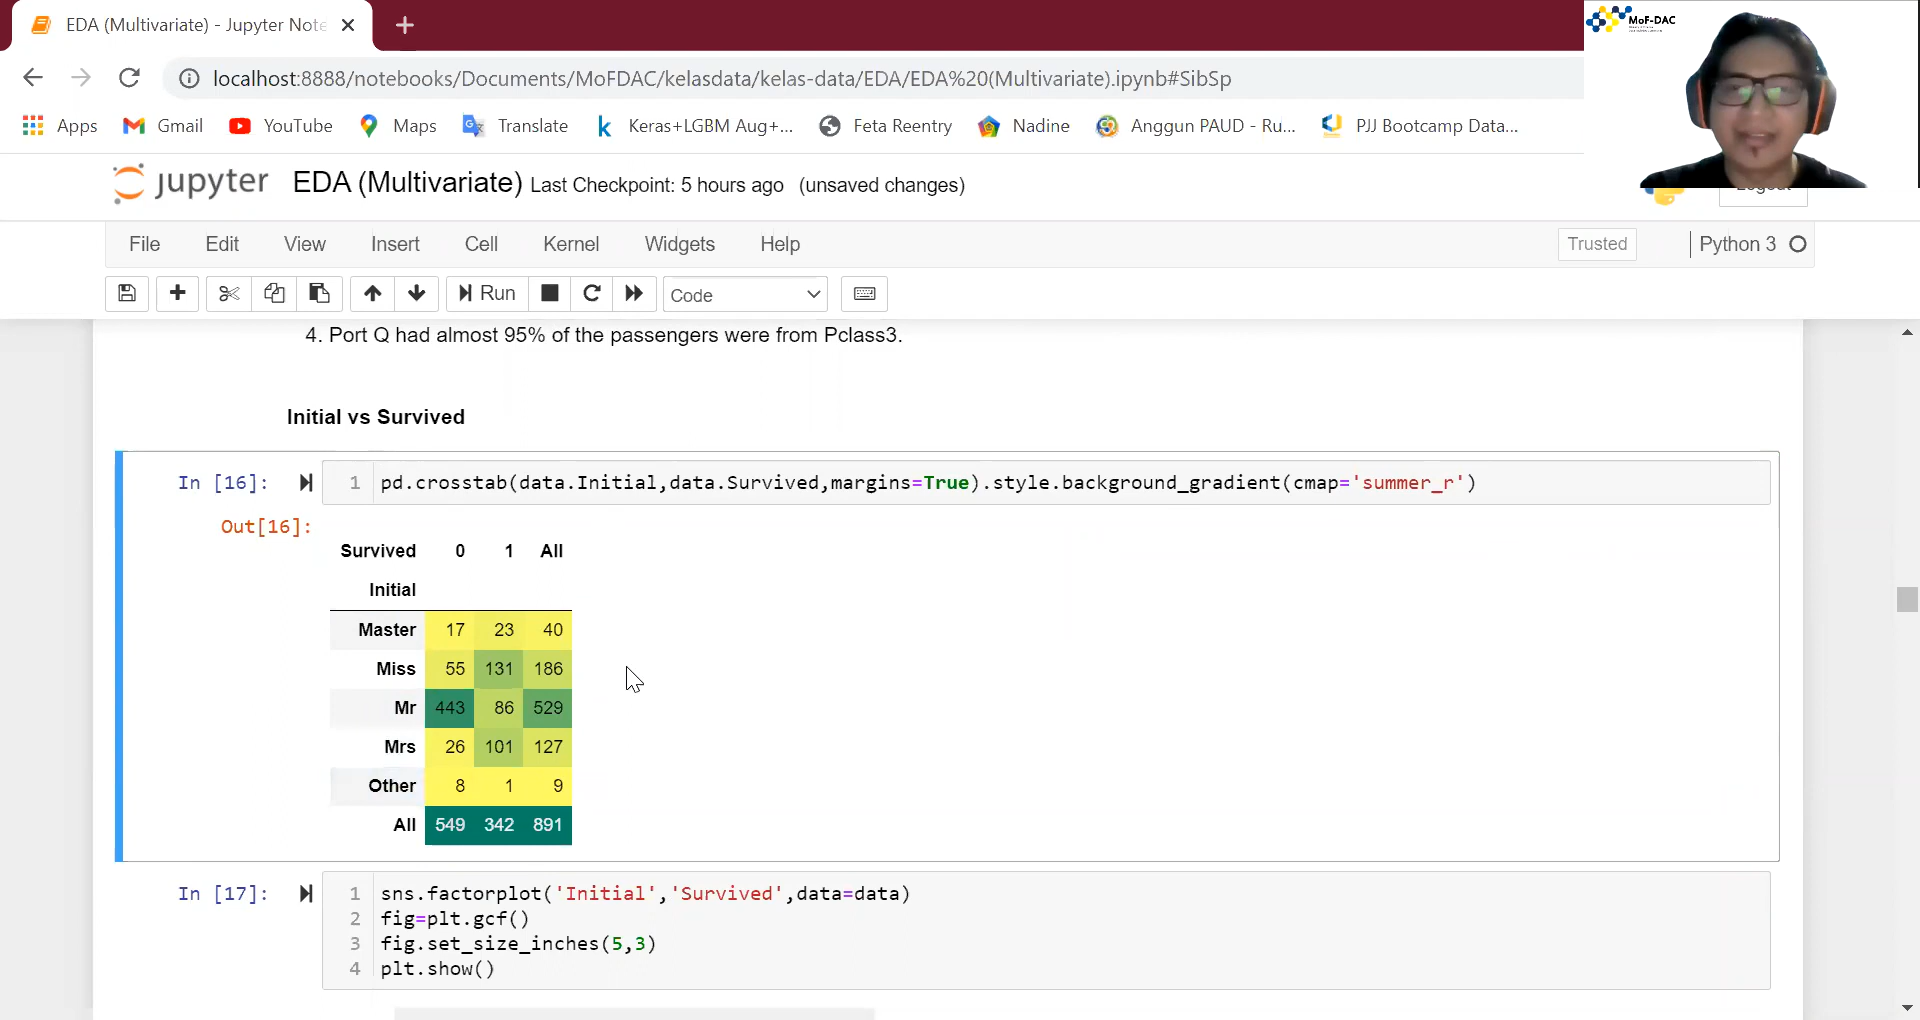 EDA (Multivariate) - Jupyter Note
MoF-DAC
localhost:8888/notebooks/Documents/MoFDAC/kelasdata/kelas-data/EDA/EDA%20(Multivariate).ipynb#SibSp
Apps Gmail YouTube Maps Translate Keras+LGBM Aug+... Feta Reentry Nadine Anggun PAUD - Ru... PJJ Bootcamp Data...
jupyter EDA (Multivariate) Last Checkpoint: 5 hours ago (unsaved changes)
Logout
File Edit View Insert Cell Kernel Widgets Help Trusted Python 3
Run Code
4. Port Q had almost 95% of the passengers were from Pclass3.
Initial vs Survived
In [16]: 1 pd.crosstab(data.Initial,data.Survived,margins=True).style.background_gradient(cmap='summer_r')
Out[16]:
Survived 0 1 All
Initial
Master 17 23 40
Miss 55 131 186
Mr 443 86 529
Mrs 26 101 127
Other 8 1 9
All 549 342 891
In [17]: 1 sns.factorplot('Initial','Survived',data=data)
2 fig=plt.gcf()
3 fig.set_size_inches(5,3)
4 plt.show()